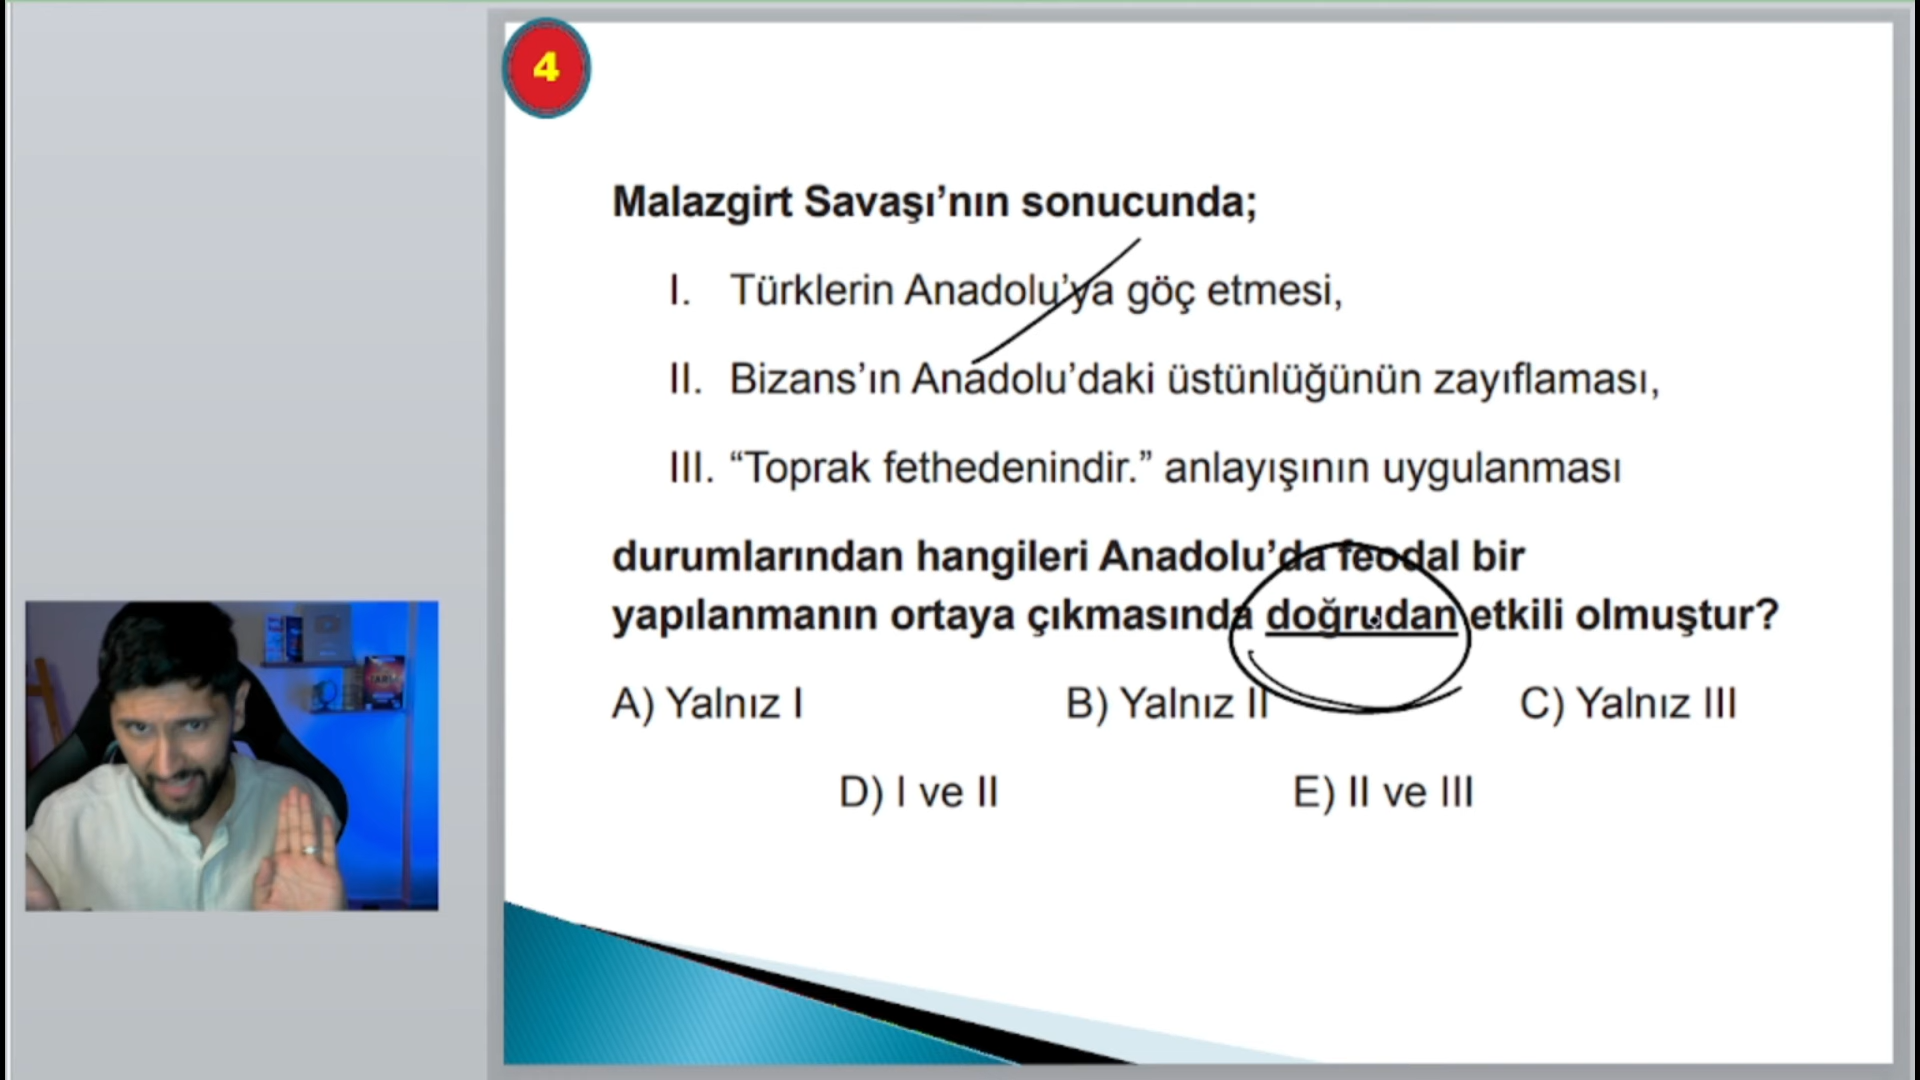 4
Malazgirt Savaşı’nın sonucunda;
I. Türklerin Anadolu’ya göç etmesi,
II. Bizans’ın Anadolu’daki üstünlüğünün zayıflaması,
III. “Toprak fethedenindir.” anlayışının uygulanması
durumlarından hangileri Anadolu’da feodal bir
yapılanmanın ortaya çıkmasında doğrudan etkili olmuştur?
A) Yalnız I B) Yalnız II C) Yalnız III
D) I ve II E) II ve III